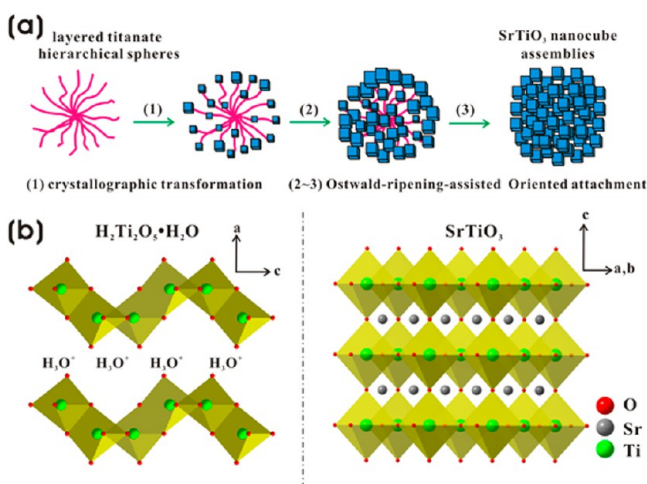 (a)
layered titanate
hierarchical spheres
SrTiO₃ nanocube
assemblies
(1)
(2)
(3)
(1) crystallographic transformation
(2~3) Ostwald-ripening-assisted Oriented attachment
(b)
H₂Ti₂O₅•H₂O
a
c
H₃O⁺ H₃O⁺ H₃O⁺ H₃O⁺
SrTiO₃
c
a,b
O
Sr
Ti